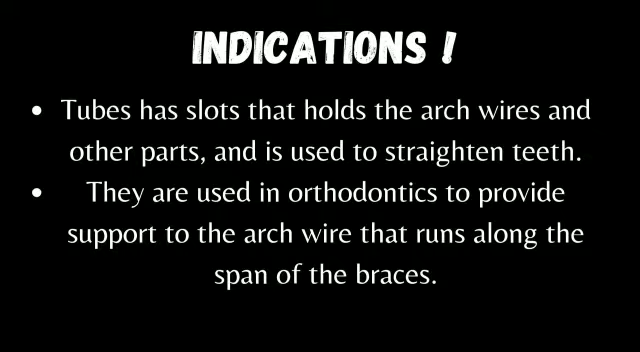 INDICATIONS !
• Tubes has slots that holds the arch wires and
other parts, and is used to straighten teeth.
• They are used in orthodontics to provide
support to the arch wire that runs along the
span of the braces.